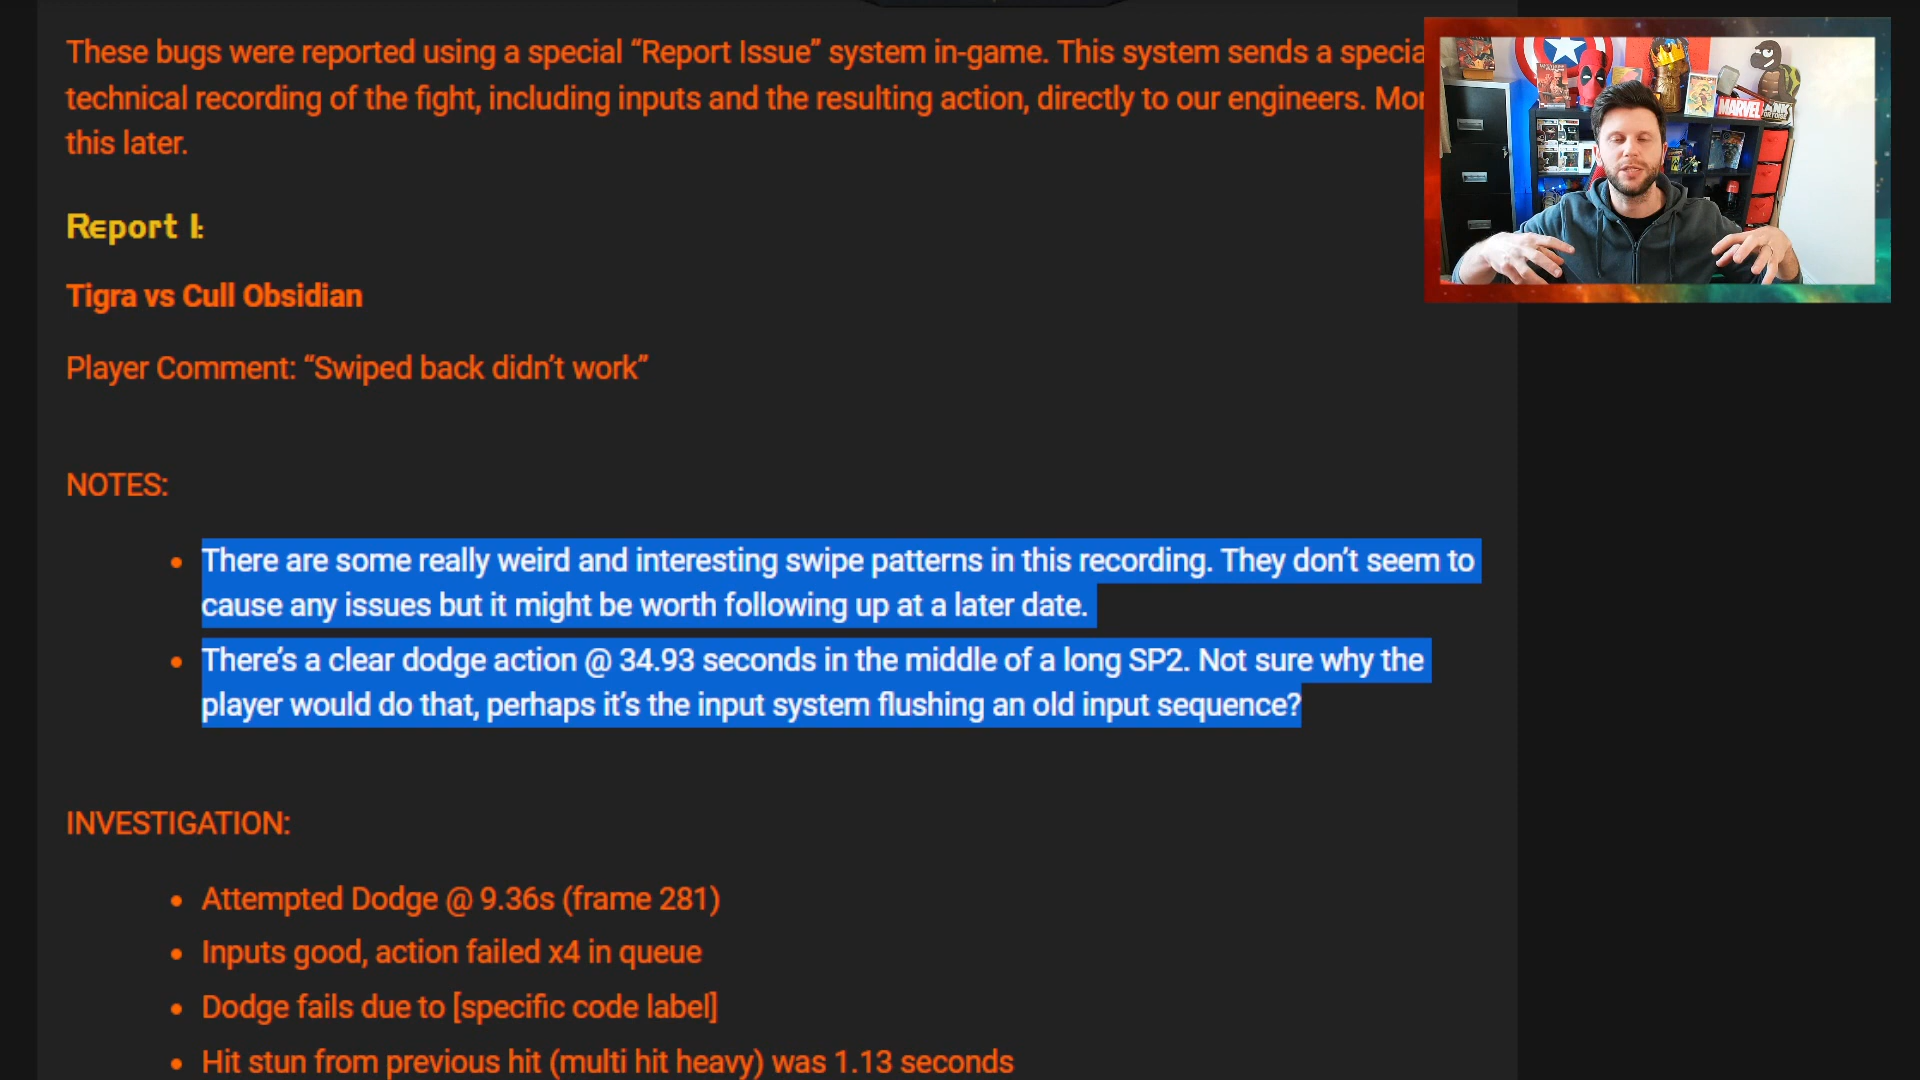 These bugs were reported using a special “Report Issue” system in-game. This system sends a specia
technical recording of the fight, including inputs and the resulting action, directly to our engineers. Mor
this later.
MARVEL
Report 1:
Tigra vs Cull Obsidian
Player Comment: “Swiped back didn’t work”
NOTES:
• There are some really weird and interesting swipe patterns in this recording. They don’t seem to
cause any issues but it might be worth following up at a later date.
• There’s a clear dodge action @ 34.93 seconds in the middle of a long SP2. Not sure why the
player would do that, perhaps it’s the input system flushing an old input sequence?
INVESTIGATION:
• Attempted Dodge @ 9.36s (frame 281)
• Inputs good, action failed x4 in queue
• Dodge fails due to [specific code label]
• Hit stun from previous hit (multi hit heavy) was 1.13 seconds